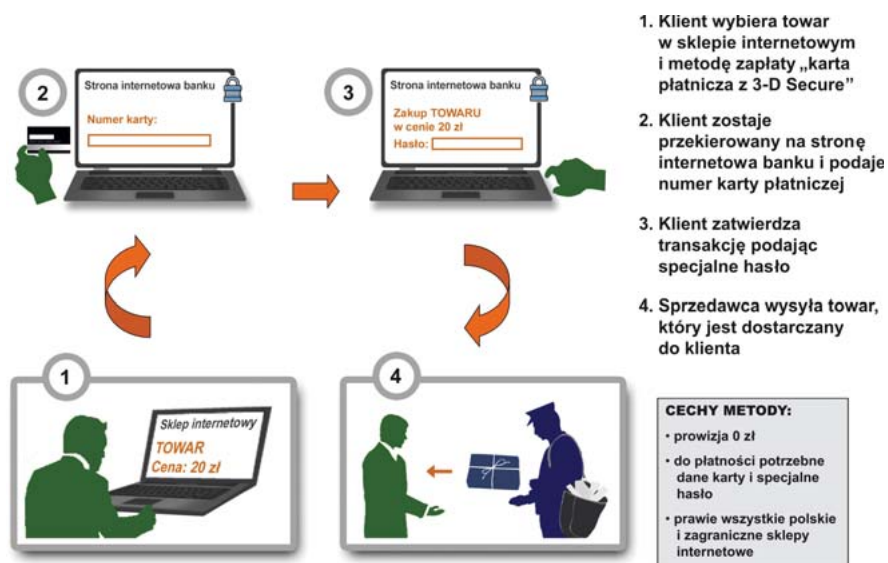 2
Strona internetowa banku
Numer karty:
3
Strona internetowa banku
Zakup TOWARU
w cenie 20 zł
Hasło:
1
Sklep internetowy
TOWAR
Cena: 20 zł
4
1. Klient wybiera towar
w sklepie internetowym
i metodę zapłaty „karta
płatnicza z 3-D Secure”
2. Klient zostaje
przekierowany na stronę
internetowa banku i podaje
numer karty płatniczej
3. Klient zatwierdza
transakcję podając
specjalne hasło
4. Sprzedawca wysyła towar,
który jest dostarczany
do klienta
CECHY METODY:
• prowizja 0 zł
• do płatności potrzebne
dane karty i specjalne
hasło
• prawie wszystkie polskie
i zagraniczne sklepy
internetowe